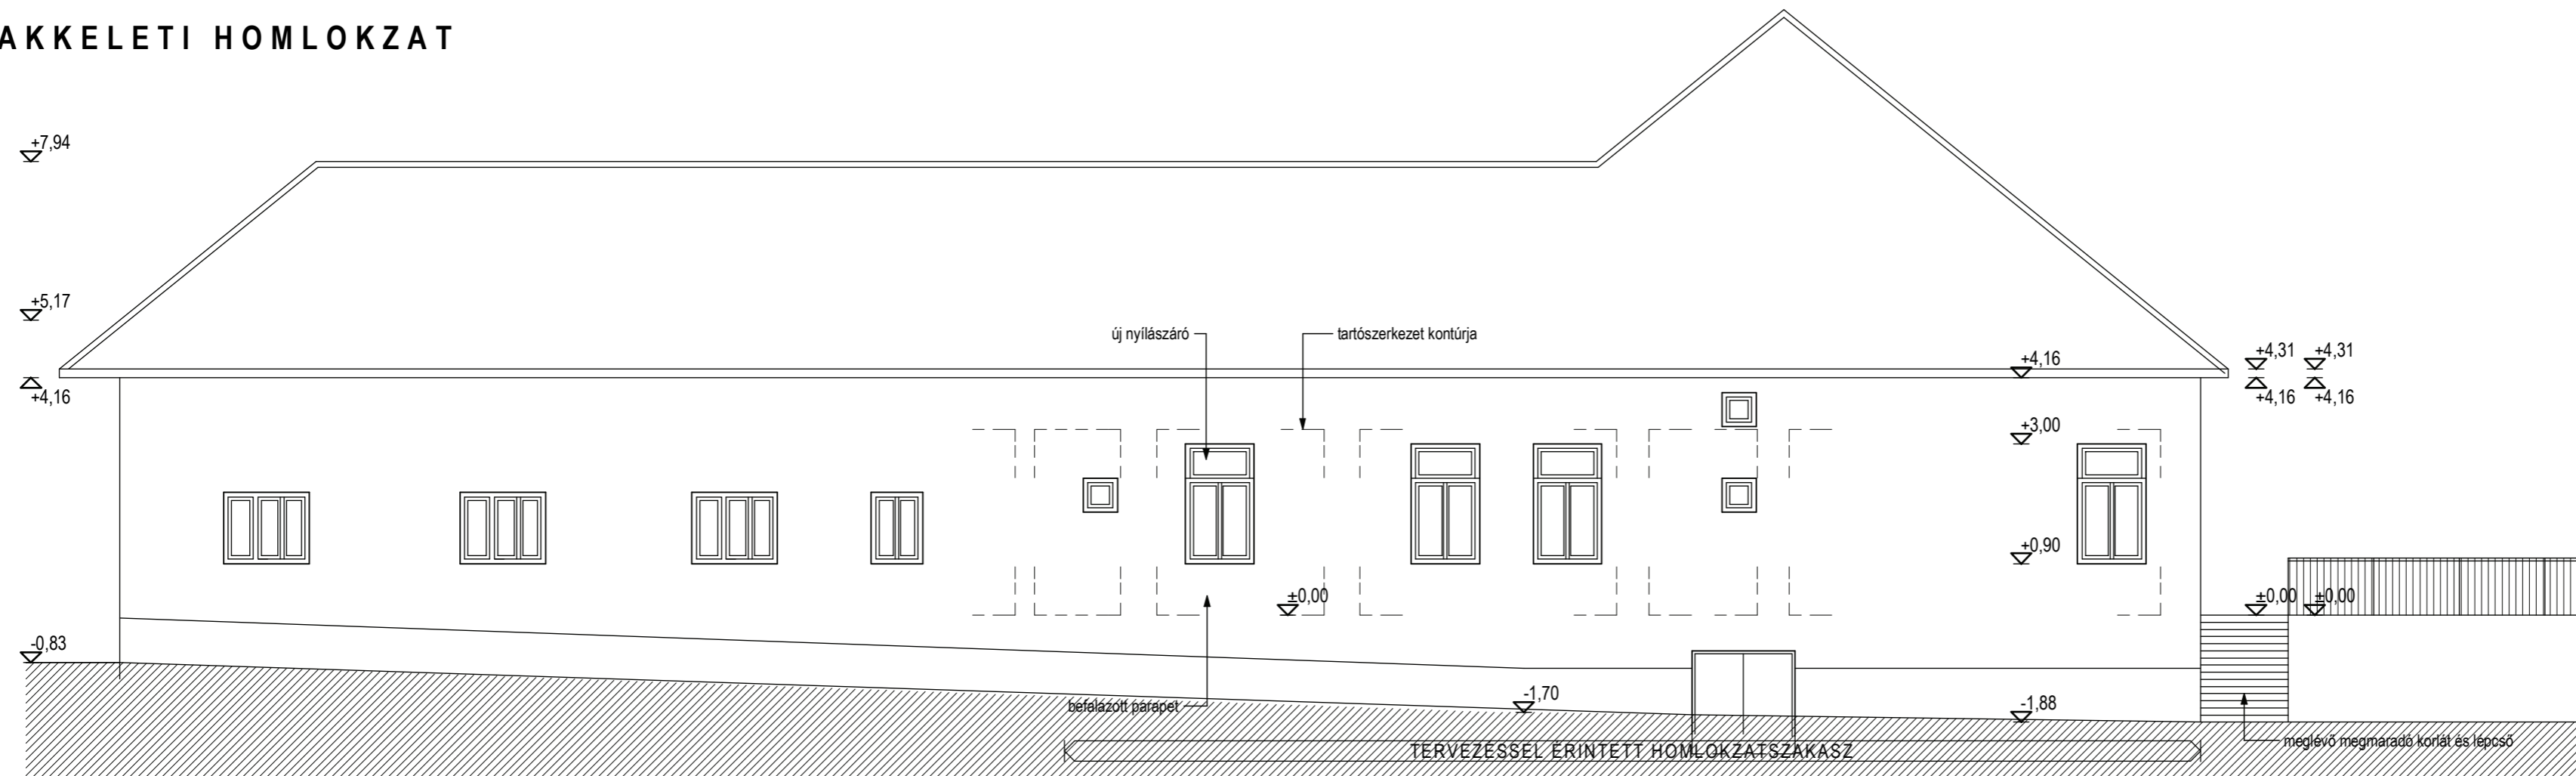 AKKELETI HOMLOKZAT
+7,94
+5,17
új nyílászáró
tartószerkezet kontúrja
+4,16
+4,31 +4,31
+4,16
+4,16 +4,16
+3,00
+0,90
±0,00
±0,00 ±0,00
-0,83
-1,70
befalazott parapet
-1,88
TERVEZÉSSEL ÉRINTETT HOMLOKZATSZAKASZ
meglévő megmaradó korlát és lépcső